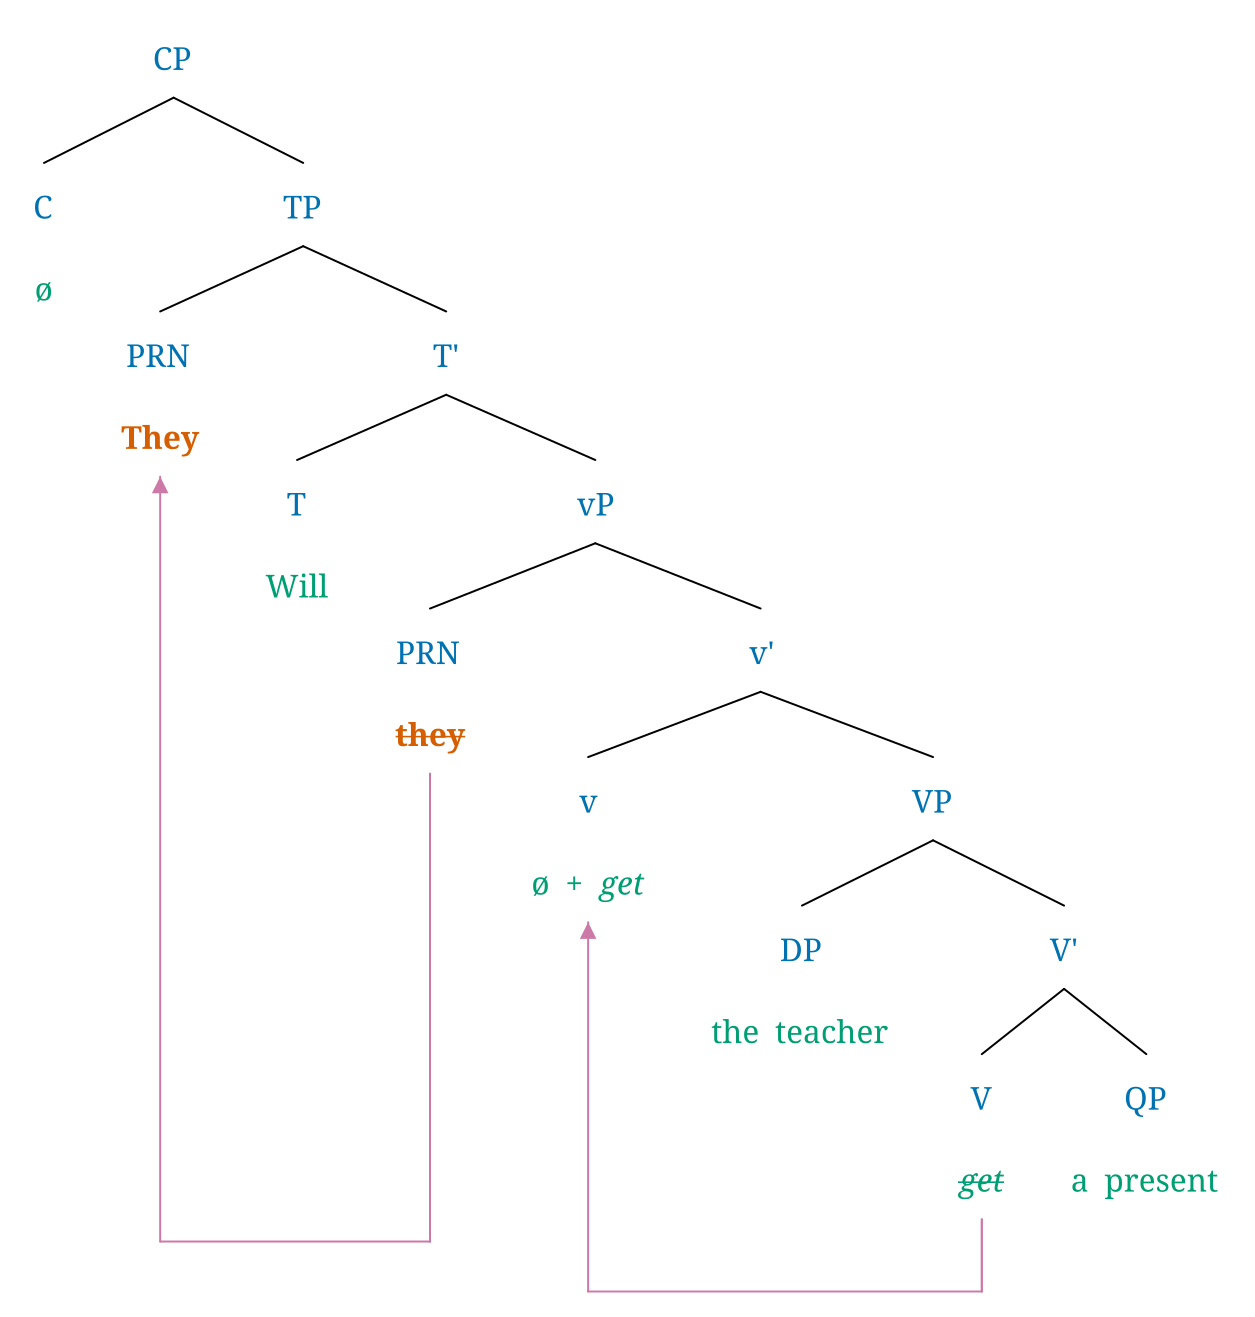 CP
C TP
ø
PRN T'
They
T vP
Will
PRN v'
they
v VP
ø + get
DP V'
the teacher
V QP
get a present